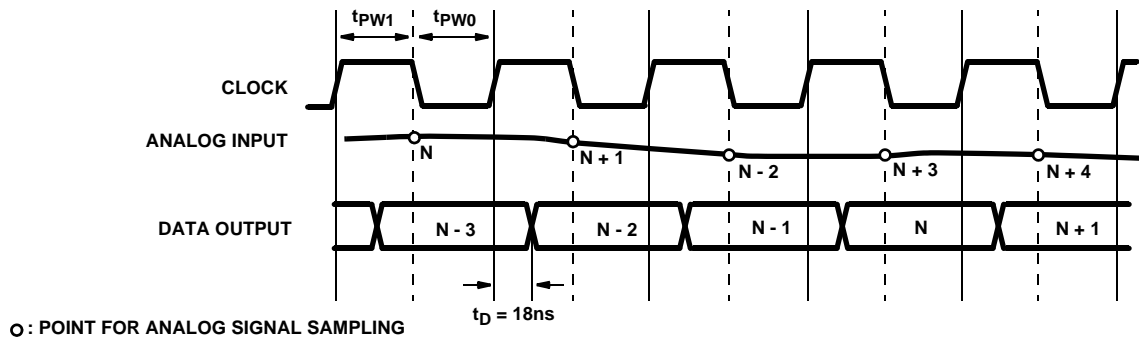 tPW1 tPW0
CLOCK
ANALOG INPUT
N N + 1 N - 2 N + 3 N + 4
DATA OUTPUT N - 3 N - 2 N - 1 N N + 1
tD = 18ns
: POINT FOR ANALOG SIGNAL SAMPLING